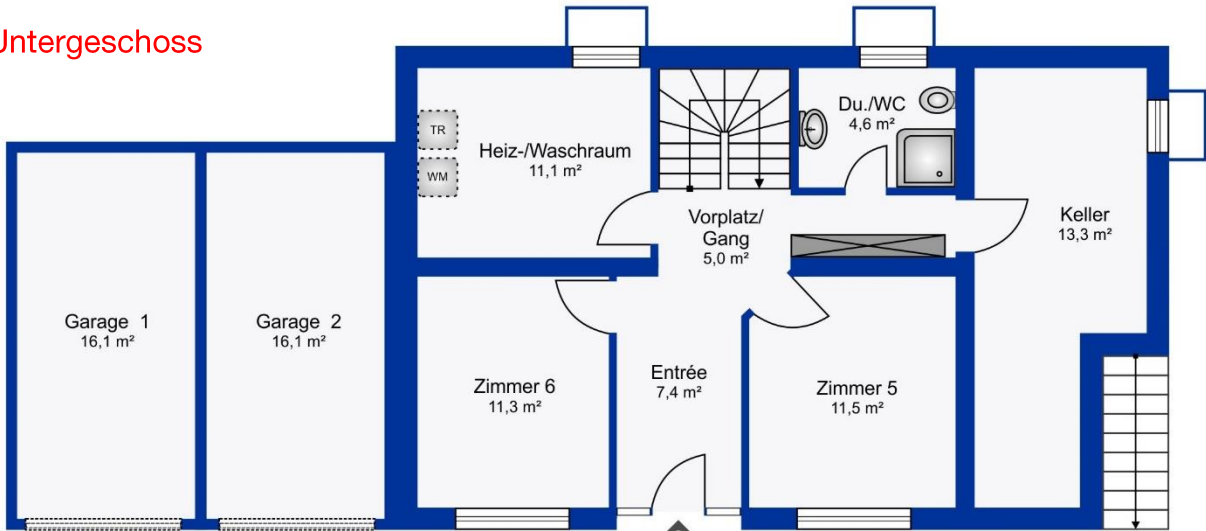 Untergeschoss
TR
WM
Heiz-/Waschraum
11,1 m²
Du./WC
4,6 m²
Vorplatz/
Gang
5,0 m²
Keller
13,3 m²
Garage 1
16,1 m²
Garage 2
16,1 m²
Zimmer 6
11,3 m²
Entrée
7,4 m²
Zimmer 5
11,5 m²